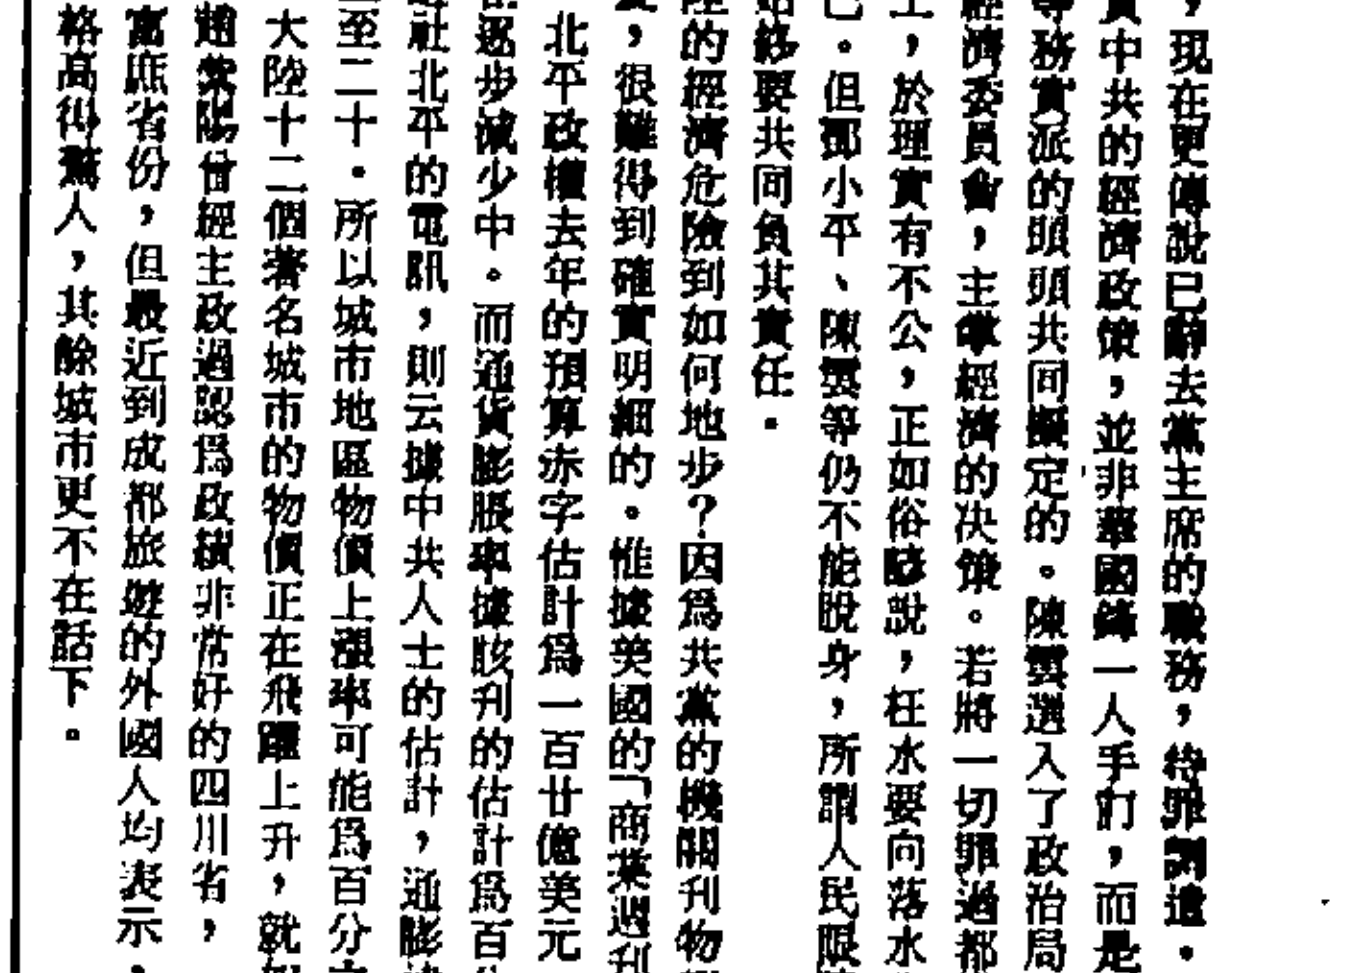 ，現在更傳說已辭去黨主席的職務，待罪調遣。
實中共的經濟政策，並非華國鋒一人手訂，而是
等務實派的頭頭共同擬定的。陳雲選入了政治局
經濟委員會，主掌經濟的決策。若將一切罪過都
上，於理實有不公，正如俗諺說，枉水要向落水
已。但鄧小平、陳雲等仍不能脫身，所謂人民眼
始終要共同負其責任．
陸的經濟危險到如何地步？因爲共黨的機關刊物
，很難得到確實明細的。惟據美國的「商業週刊
北平政權去年的預算赤字估計爲一百廿億美元
逐步減少中。而通貨膨脹率據該刊的估計爲百
社北平的電訊，則云據中共人士的估計，通膨
至二十．所以城市地區物價上漲率可能爲百分
大陸十二個著名城市的物價正在飛躍上升，就
趙紫陽曾經主政過認爲政績非常好的四川省，
富庶省份，但最近到成都旅遊的外國人均表示，
格高得驚人，其餘城市更不在話下。